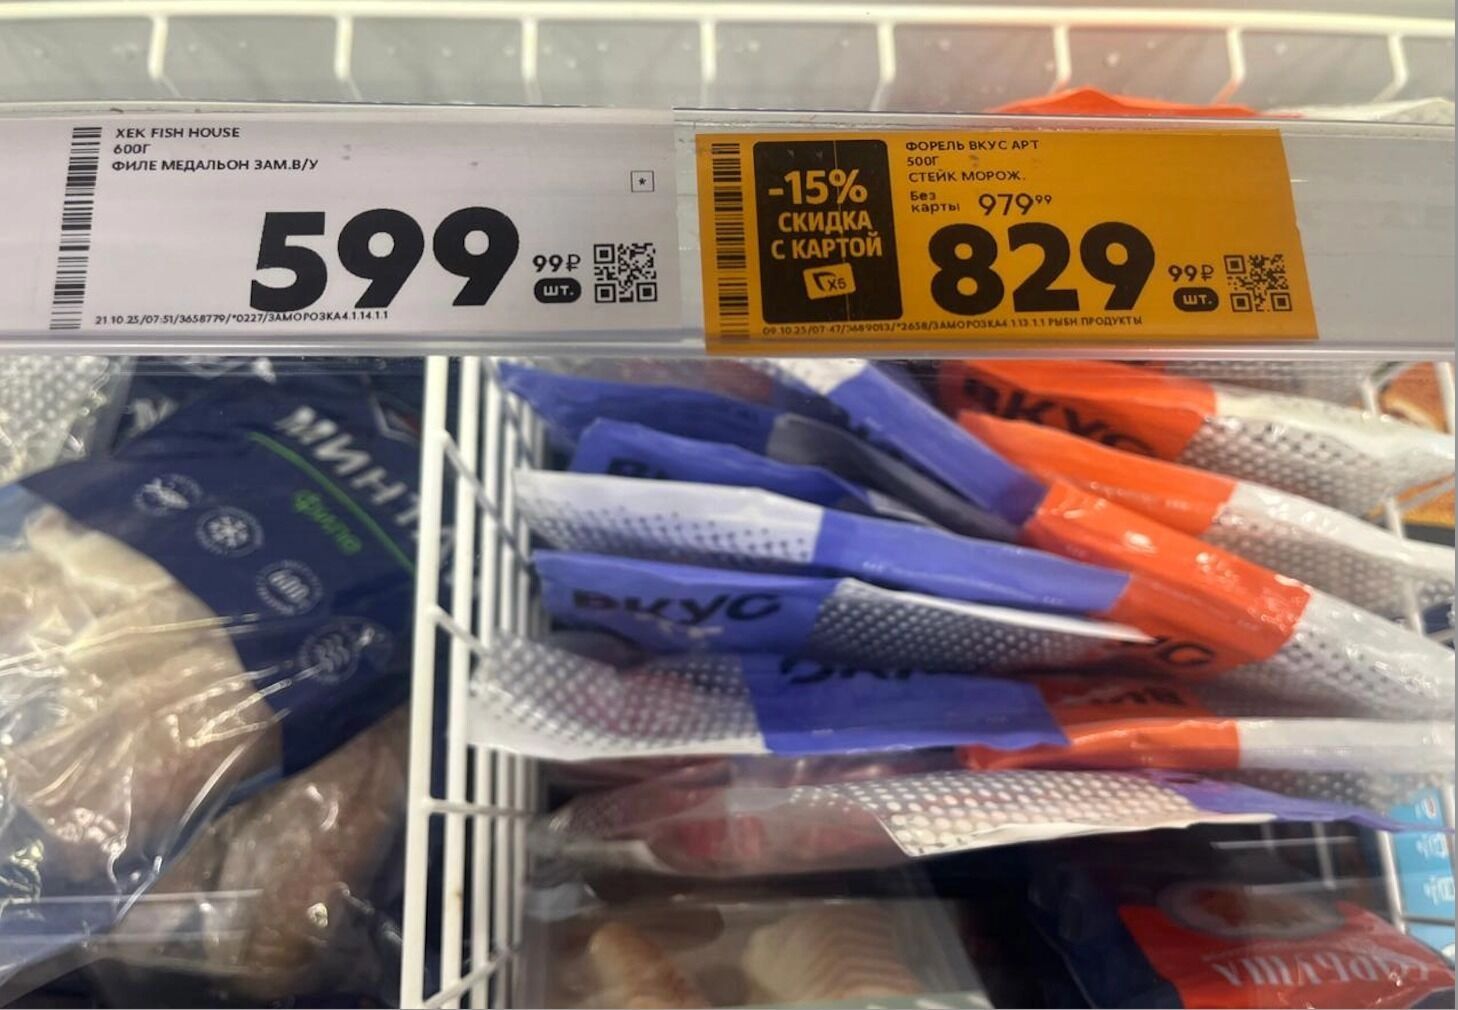 ХЕК FISH HOUSE
600Г
ФИЛЕ МЕДАЛЬОН ЗАМ.В/У
*
599 99₽
шт.
21.10.25/07:51/3658779/*0227/ЗАМОРОЗКА4.1.14.1.1
-15%
СКИДКА
С КАРТОЙ
X5
ФОРЕЛЬ ВКУС АРТ
500Г
СТЕЙК МОРОЖ.
Без
карты 979 99
829 99₽
шт.
09.10.25/07:47/3689013/*2658/ЗАМОРОЗКА4 1.13 1.1 РЫБН ПРОДУКТЫ
МИНТА
филе
600
ВКУС
ВКУС